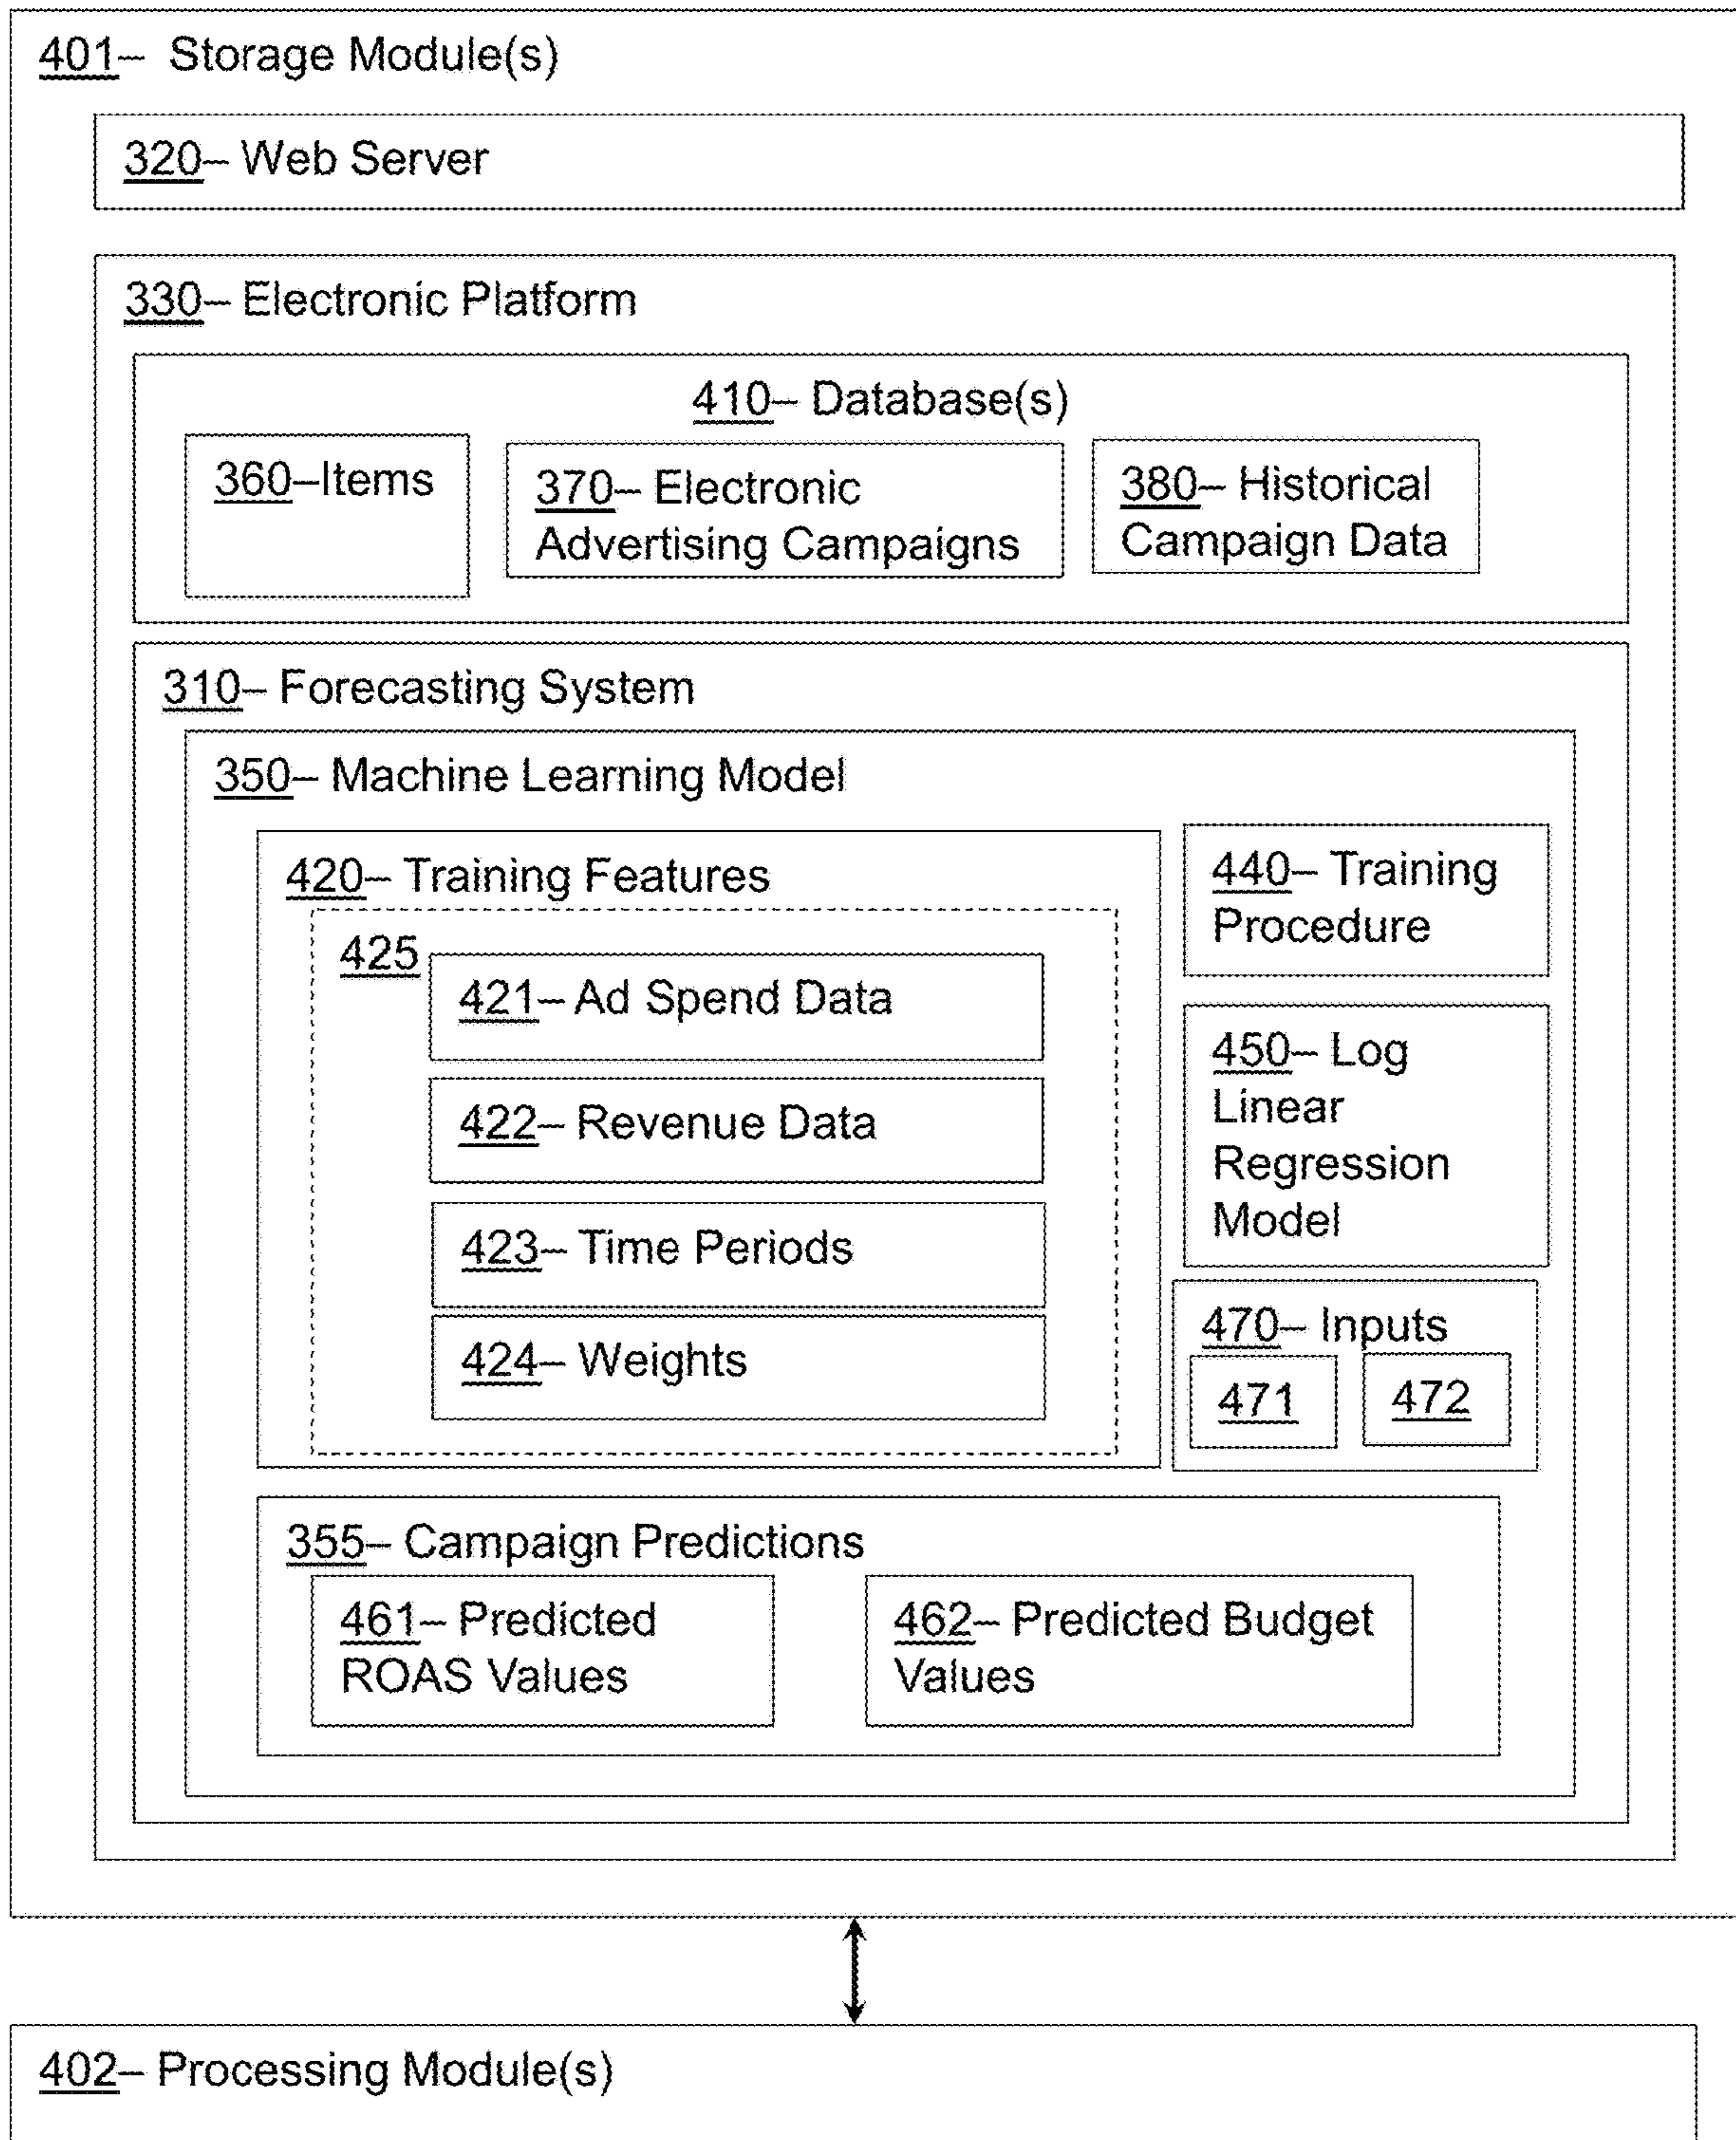 401– Storage Module(s)
320– Web Server
330– Electronic Platform
410– Database(s)
360–Items
370– Electronic
Advertising Campaigns
380– Historical
Campaign Data
310– Forecasting System
350– Machine Learning Model
420– Training Features
425
421– Ad Spend Data
422– Revenue Data
423– Time Periods
424– Weights
440– Training
Procedure
450– Log
Linear
Regression
Model
470– Inputs
471
472
355– Campaign Predictions
461– Predicted
ROAS Values
462– Predicted Budget
Values
402– Processing Module(s)